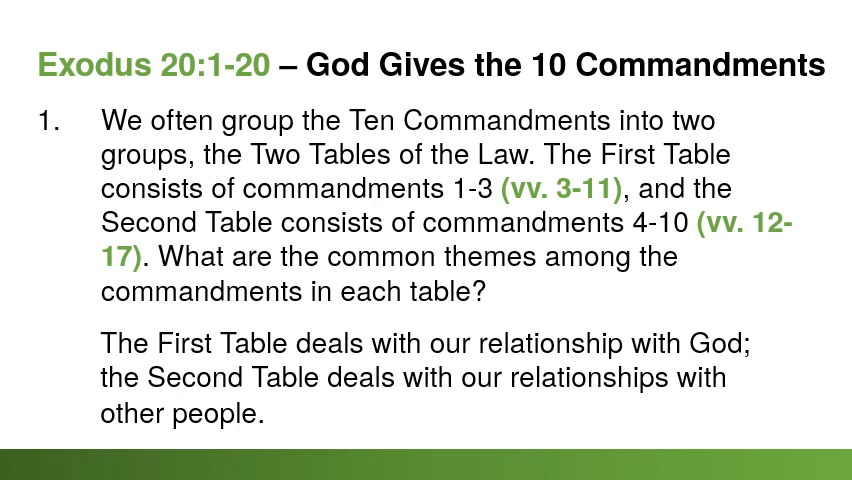 Exodus 20:1-20 – God Gives the 10 Commandments
1. We often group the Ten Commandments into two
groups, the Two Tables of the Law. The First Table
consists of commandments 1-3 (vv. 3-11), and the
Second Table consists of commandments 4-10 (vv. 12-
17). What are the common themes among the
commandments in each table?
The First Table deals with our relationship with God;
the Second Table deals with our relationships with
other people.